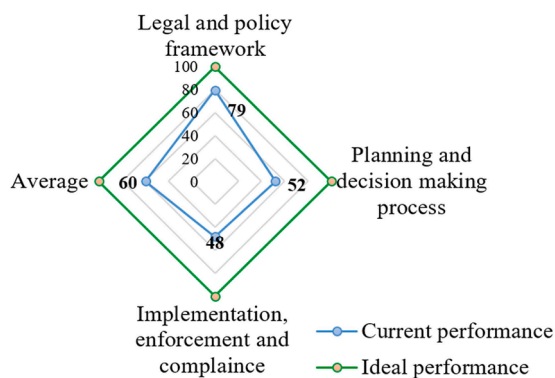 Legal and policy
framework
100
80
79
60
40
20
0
Average
60
52
Planning and
decision making
process
48
Implementation,
enforcement and
complaince
Current performance
Ideal performance